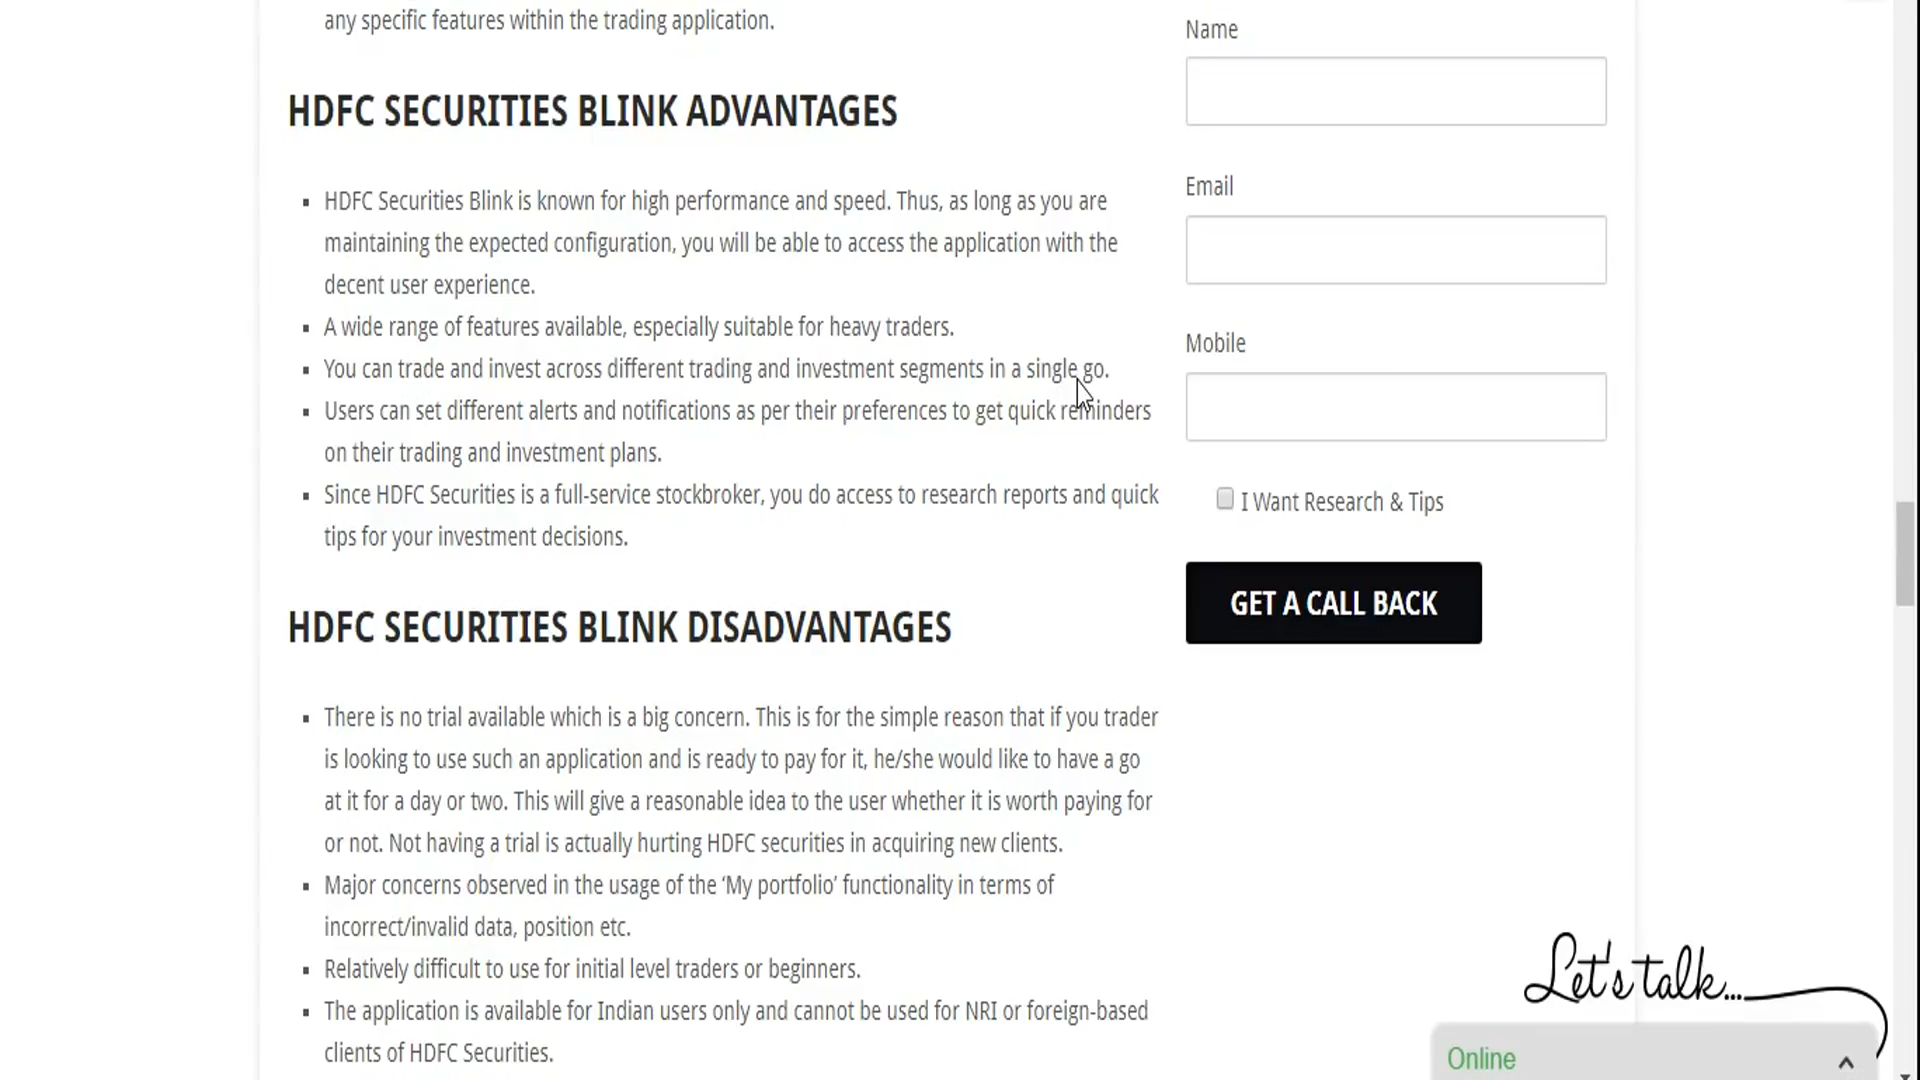 any specific features within the trading application.
HDFC SECURITIES BLINK ADVANTAGES
HDFC Securities Blink is known for high performance and speed. Thus, as long as you are
maintaining the expected configuration, you will be able to access the application with the
decent user experience.
A wide range of features available, especially suitable for heavy traders.
You can trade and invest across different trading and investment segments in a single go.
Users can set different alerts and notifications as per their preferences to get quick reminders
on their trading and investment plans.
Since HDFC Securities is a full-service stockbroker, you do access to research reports and quick
tips for your investment decisions.
HDFC SECURITIES BLINK DISADVANTAGES
There is no trial available which is a big concern. This is for the simple reason that if you trader
is looking to use such an application and is ready to pay for it, he/she would like to have a go
at it for a day or two. This will give a reasonable idea to the user whether it is worth paying for
or not. Not having a trial is actually hurting HDFC securities in acquiring new clients.
Major concerns observed in the usage of the ‘My portfolio’ functionality in terms of
incorrect/invalid data, position etc.
Relatively difficult to use for initial level traders or beginners.
The application is available for Indian users only and cannot be used for NRI or foreign-based
clients of HDFC Securities.
Name
Email
Mobile
I Want Research & Tips
GET A CALL BACK
Let's talk...
Online